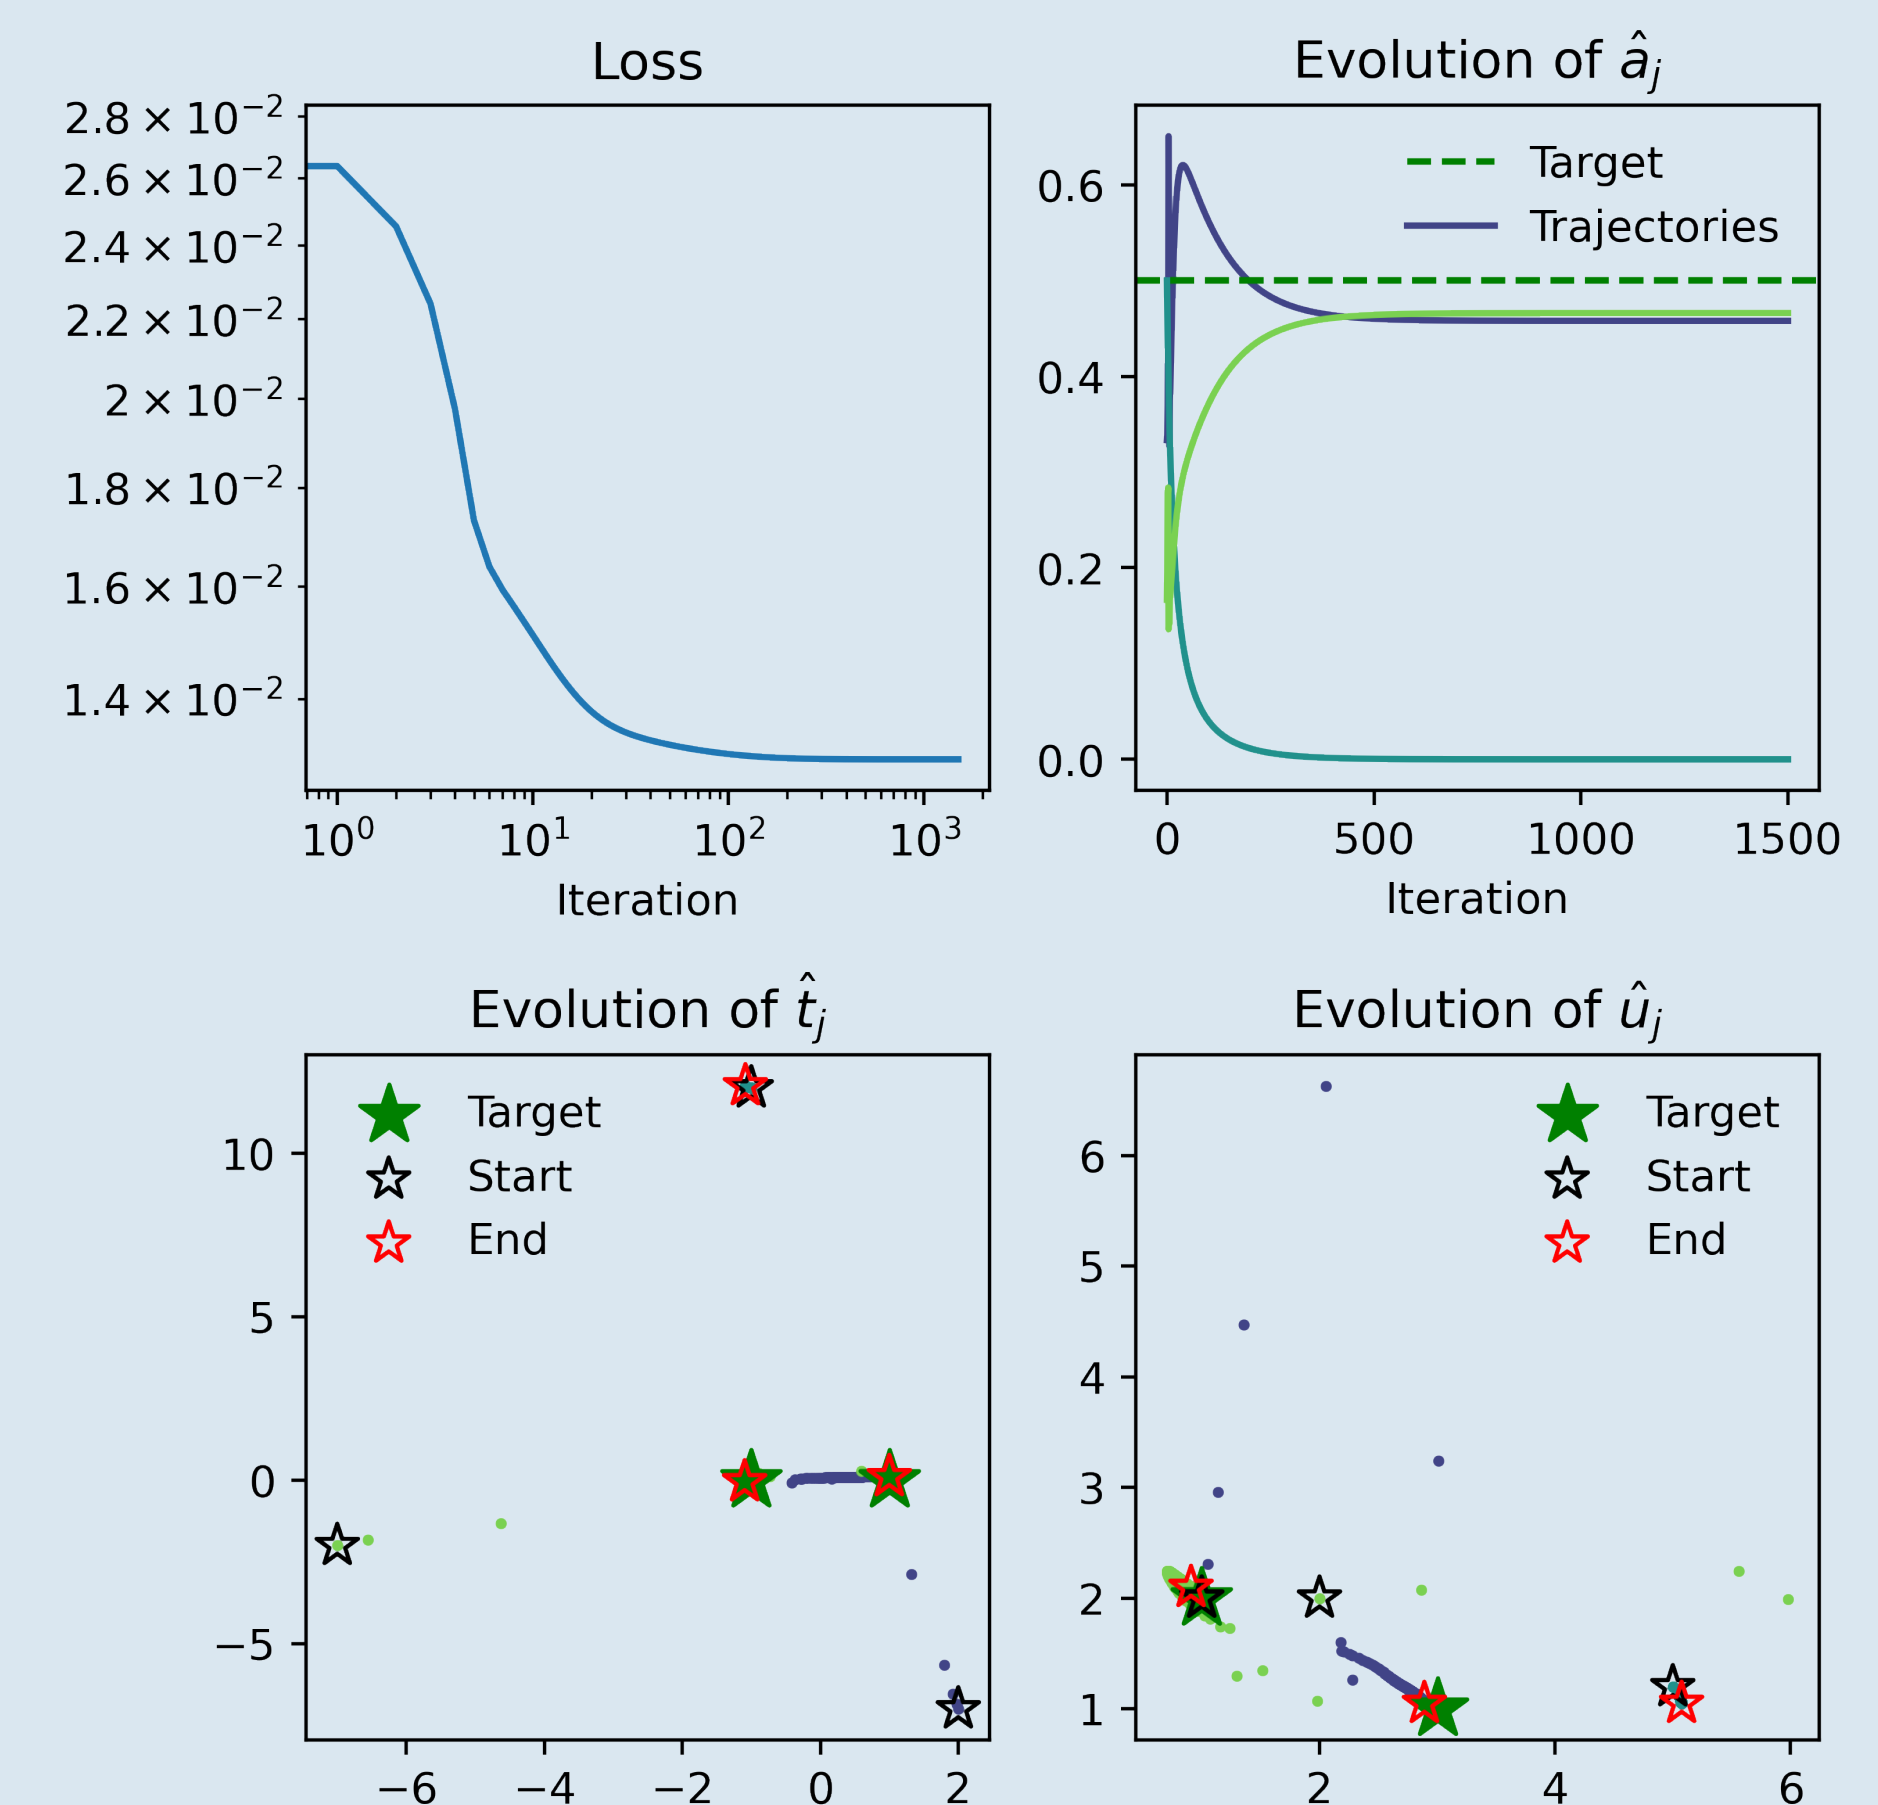 Loss
2.8 × 10⁻²
2.6 × 10⁻²
2.4 × 10⁻²
2.2 × 10⁻²
2 × 10⁻²
1.8 × 10⁻²
1.6 × 10⁻²
1.4 × 10⁻²
10⁰ 10¹ 10² 10³
Iteration
Evolution of âⱼ
Target
Trajectories
0.6
0.4
0.2
0.0
0 500 1000 1500
Iteration
Evolution of t̂ⱼ
Target
Start
End
10
5
0
−5
−6 −4 −2 0 2
Evolution of ûⱼ
Target
Start
End
6
5
4
3
2
1
2 4 6